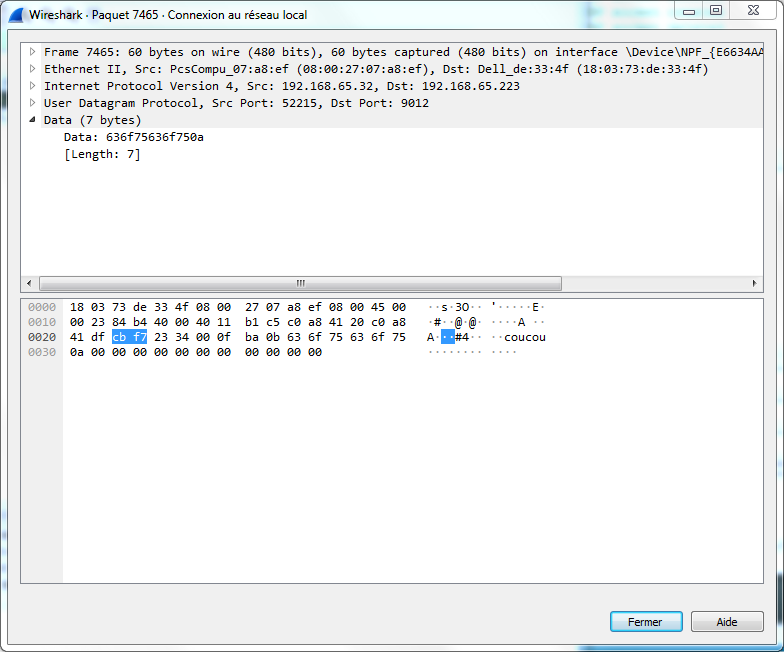 Wireshark · Paquet 7465 · Connexion au réseau local
Frame 7465: 60 bytes on wire (480 bits), 60 bytes captured (480 bits) on interface \Device\NPF_{E6634AA
Ethernet II, Src: PcsCompu_07:a8:ef (08:00:27:07:a8:ef), Dst: Dell_de:33:4f (18:03:73:de:33:4f)
Internet Protocol Version 4, Src: 192.168.65.32, Dst: 192.168.65.223
User Datagram Protocol, Src Port: 52215, Dst Port: 9012
Data (7 bytes)
Data: 636f75636f750a
[Length: 7]
0000 18 03 73 de 33 4f 08 00 27 07 a8 ef 08 00 45 00 ··s·3O·· '·····E·
0010 00 23 84 b4 40 00 40 11 b1 c5 c0 a8 41 20 c0 a8 ·#··@·@· ····A ··
0020 41 df cb f7 23 34 00 0f ba 0b 63 6f 75 63 6f 75 A···#4·· ··coucou
0030 0a 00 00 00 00 00 00 00 00 00 00 00 ········ ····
Fermer Aide